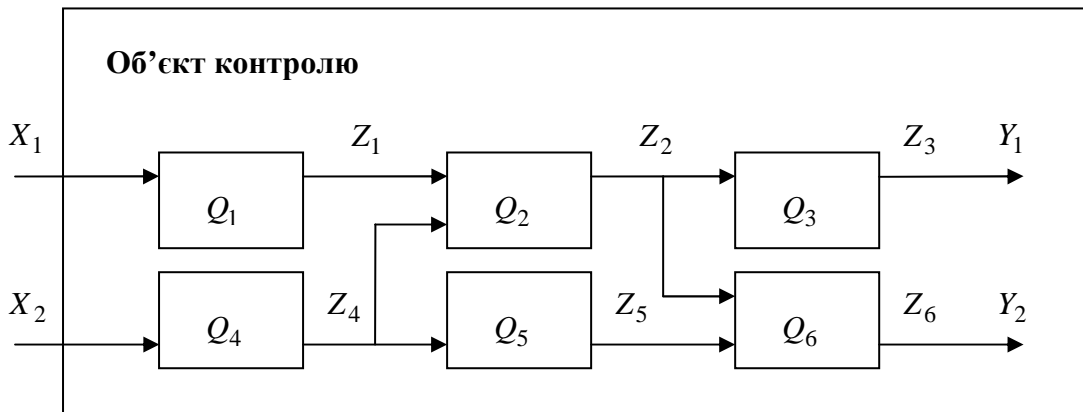 Об’єкт контролю
X₁ Z₁ Z₂ Z₃ Y₁
Q₁ Q₂ Q₃
X₂ Z₄ Z₅ Z₆ Y₂
Q₄ Q₅ Q₆